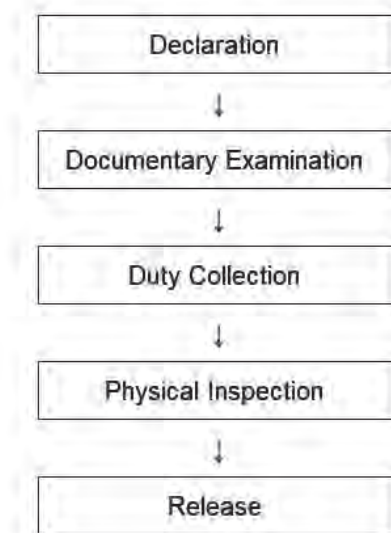 Declaration
↓
Documentary Examination
↓
Duty Collection
↓
Physical Inspection
↓
Release